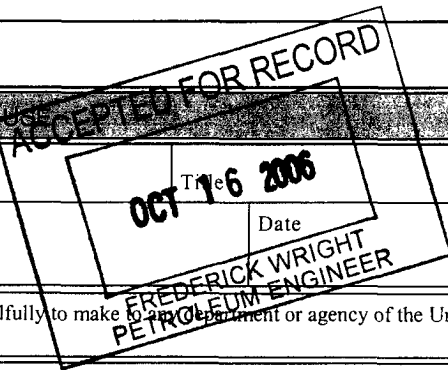 USE
ACCEPTED FOR RECORD
Title
OCT 16 2006
Date
FREDERICK WRIGHT
PETROLEUM ENGINEER
lfully to make to any department or agency of the Un